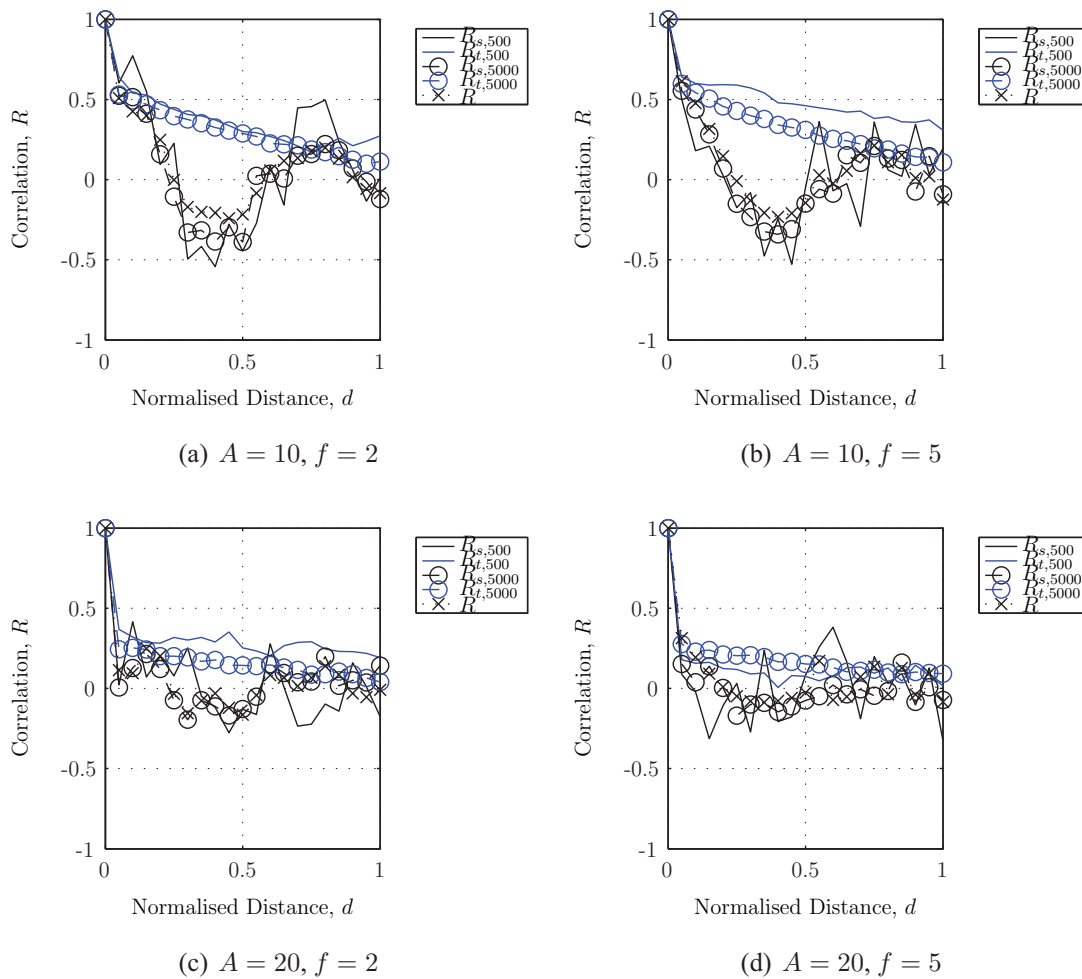 1
0.5
0
-0.5
-1
0
0.5
1
Correlation, R
Normalised Distance, d
R_{s,500}
R_{t,500}
R_{s,5000}
R_{t,5000}
R
(a) A = 10, f = 2
1
0.5
0
-0.5
-1
0
0.5
1
Correlation, R
Normalised Distance, d
R_{s,500}
R_{t,500}
R_{s,5000}
R_{t,5000}
R
(b) A = 10, f = 5
1
0.5
0
-0.5
-1
0
0.5
1
Correlation, R
Normalised Distance, d
R_{s,500}
R_{t,500}
R_{s,5000}
R_{t,5000}
R
(c) A = 20, f = 2
1
0.5
0
-0.5
-1
0
0.5
1
Correlation, R
Normalised Distance, d
R_{s,500}
R_{t,500}
R_{s,5000}
R_{t,5000}
R
(d) A = 20, f = 5